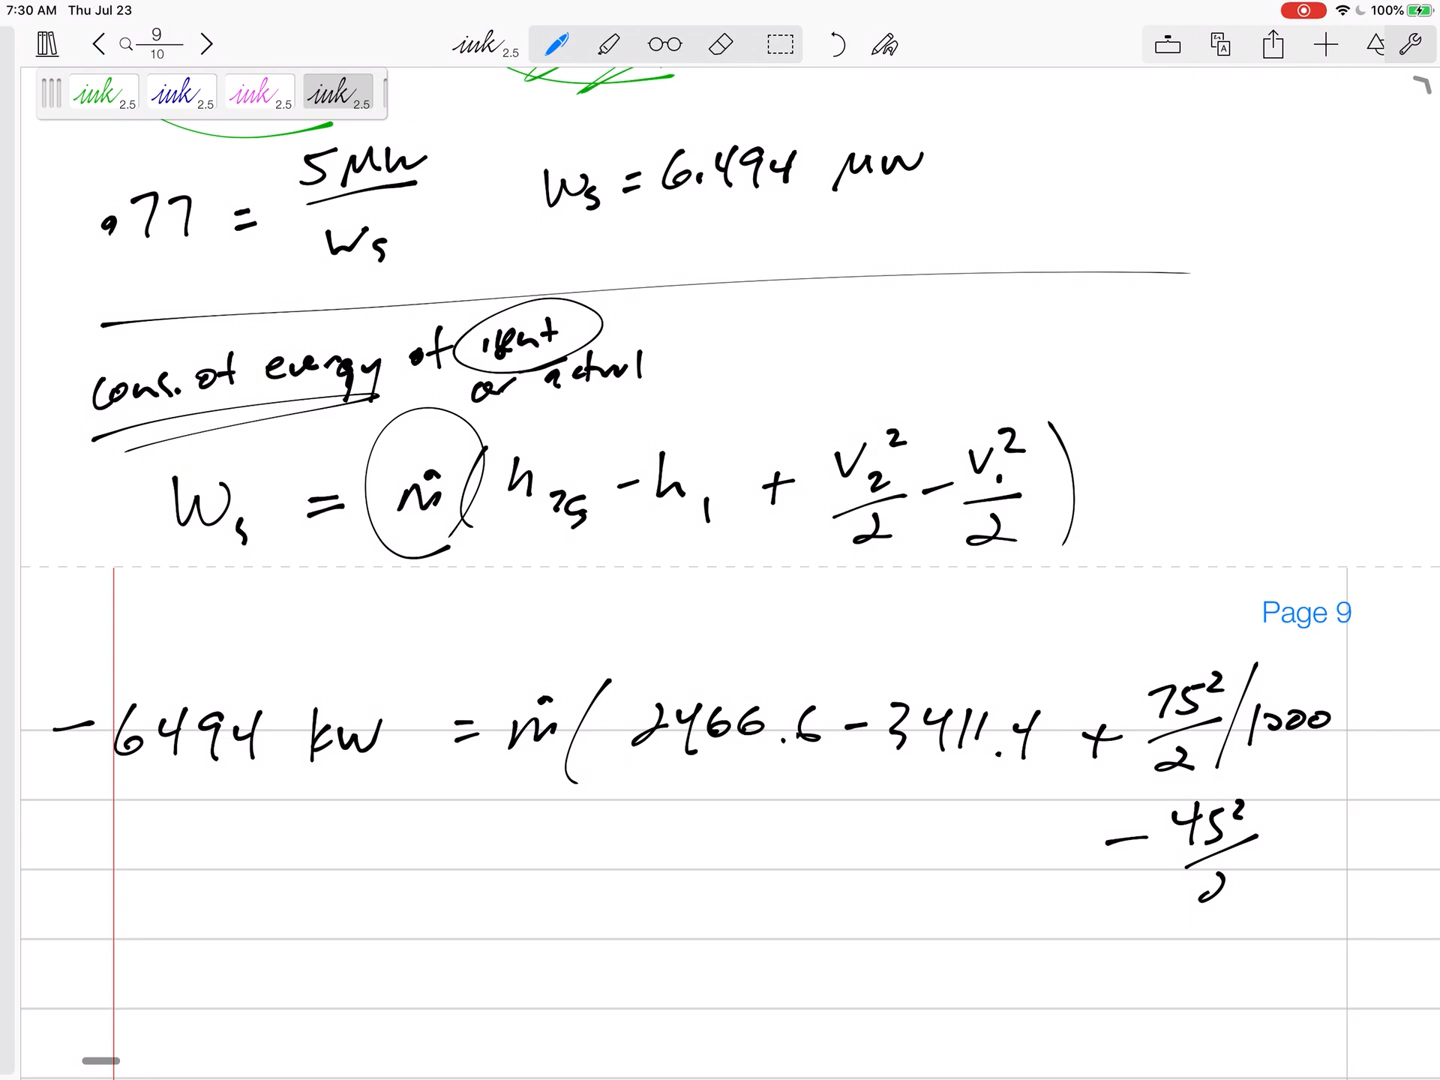 7:30 AM Thu Jul 23
100%
9
10
ink 2.5
ink 2.5 ink 2.5 ink 2.5 ink 2.5
.77 = 5 MW / Ws
Ws = 6.494 MW
cons. of energy of isent
or actual
Ws = ṁ ( h2s - h1 + V2²/2 - V1²/2 )
Page 9
- 6494 kW = ṁ ( 2466.6 - 3411.4 + 75²/2 /1000
- 45²/2